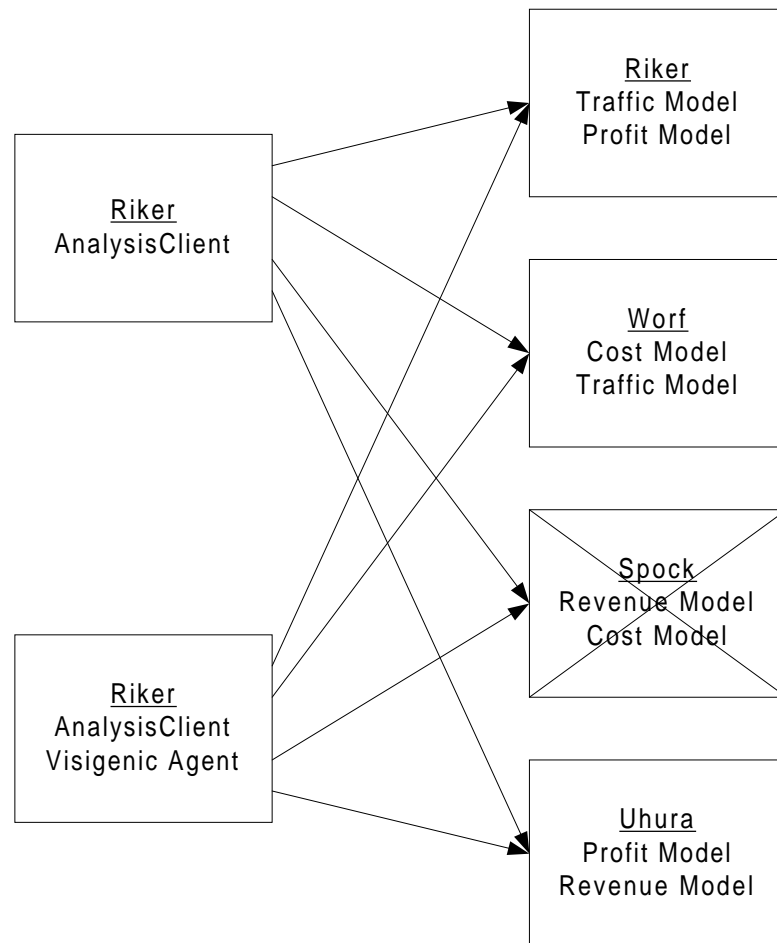 Riker
AnalysisClient
Riker
AnalysisClient
Visigenic Agent
Riker
Traffic Model
Profit Model
Worf
Cost Model
Traffic Model
Spock
Revenue Model
Cost Model
Uhura
Profit Model
Revenue Model